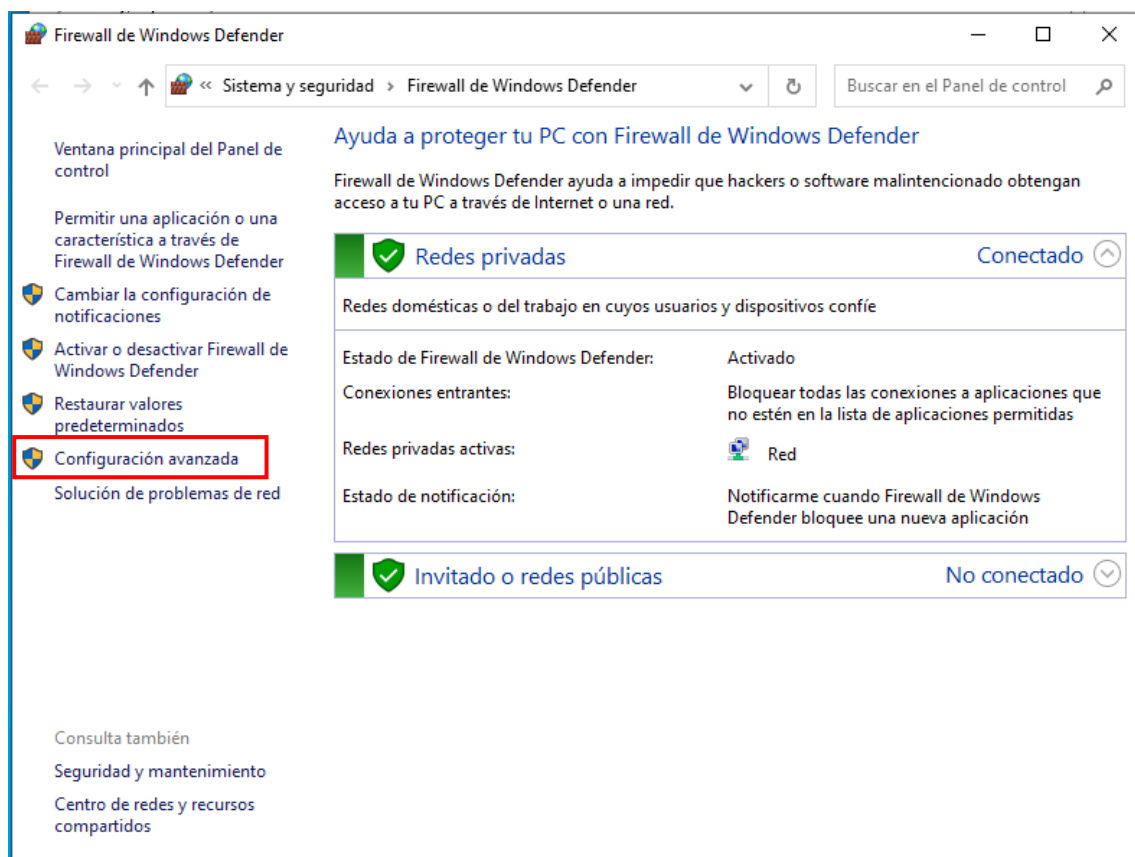 Firewall de Windows Defender
« Sistema y seguridad > Firewall de Windows Defender
Buscar en el Panel de control
Ventana principal del Panel de
control
Permitir una aplicación o una
característica a través de
Firewall de Windows Defender
Cambiar la configuración de
notificaciones
Activar o desactivar Firewall de
Windows Defender
Restaurar valores
predeterminados
Configuración avanzada
Solución de problemas de red
Ayuda a proteger tu PC con Firewall de Windows Defender
Firewall de Windows Defender ayuda a impedir que hackers o software malintencionado obtengan
acceso a tu PC a través de Internet o una red.
Redes privadas Conectado
Redes domésticas o del trabajo en cuyos usuarios y dispositivos confíe
Estado de Firewall de Windows Defender: Activado
Conexiones entrantes: Bloquear todas las conexiones a aplicaciones que
no estén en la lista de aplicaciones permitidas
Redes privadas activas: Red
Estado de notificación: Notificarme cuando Firewall de Windows
Defender bloquee una nueva aplicación
Invitado o redes públicas No conectado
Consulta también
Seguridad y mantenimiento
Centro de redes y recursos
compartidos